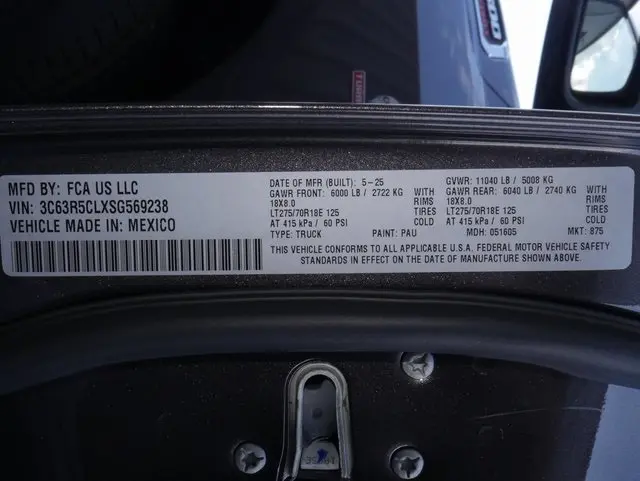 MFD BY: FCA US LLC
VIN: 3C63R5CLXSG569238
VEHICLE MADE IN: MEXICO
DATE OF MFR (BUILT): 5-25
GVWR: 11040 LB / 5008 KG
GAWR FRONT: 6000 LB / 2722 KG WITH
GAWR REAR: 6040 LB / 2740 KG WITH
18X8.0 RIMS
18X8.0 RIMS
LT275/70R18E 125 TIRES
LT275/70R18E 125 TIRES
AT 415 kPa / 60 PSI COLD
AT 415 kPa / 60 PSI COLD
TYPE: TRUCK PAINT: PAU MDH: 051605 MKT: 875
THIS VEHICLE CONFORMS TO ALL APPLICABLE U.S.A. FEDERAL MOTOR VEHICLE SAFETY
STANDARDS IN EFFECT ON THE DATE OF MANUFACTURE SHOWN ABOVE.